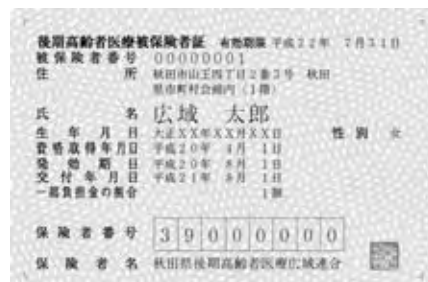 後期高齢者医療被保険者証 有効期限 平成22年 7月31日
被保険者番号 00000001
住所 秋田市山王四丁目2番3号 秋田
県市町村会館内(1階)
氏名 広域 太郎
生年月日 大正XX年XX月XX日 性別 女
資格取得年月日 平成20年 4月 1日
発効期日 平成20年 8月 1日
交付年月日 平成21年 8月 1日
一部負担金の割合 1割
保険者番号 39000000
保険者名 秋田県後期高齢者医療広域連合